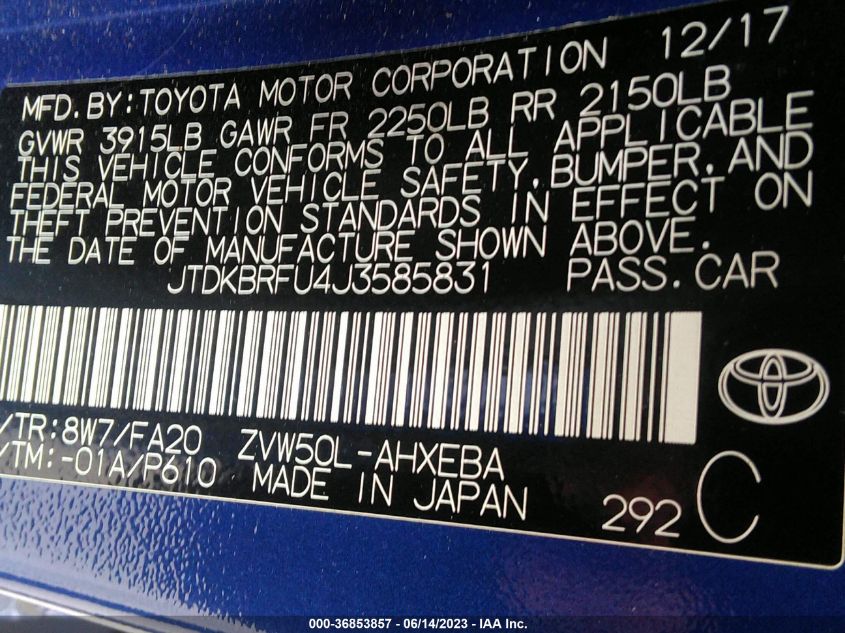 MFD.BY:TOYOTA MOTOR CORPORATION 12/17
GVWR 3915LB GAWR FR 2250LB RR 2150LB
THIS VEHICLE CONFORMS TO ALL APPLICABLE
FEDERAL MOTOR VEHICLE SAFETY,BUMPER,AND
THEFT PREVENTION STANDARDS IN EFFECT ON
THE DATE OF MANUFACTURE SHOWN ABOVE.
JTDKBRFU4J3585831 PASS.CAR
/TR:8W7/FA20 ZVW50L-AHXEBA
/TM:-01A/P610 MADE IN JAPAN 292 C
000-36853857 - 06/14/2023 - IAA Inc.